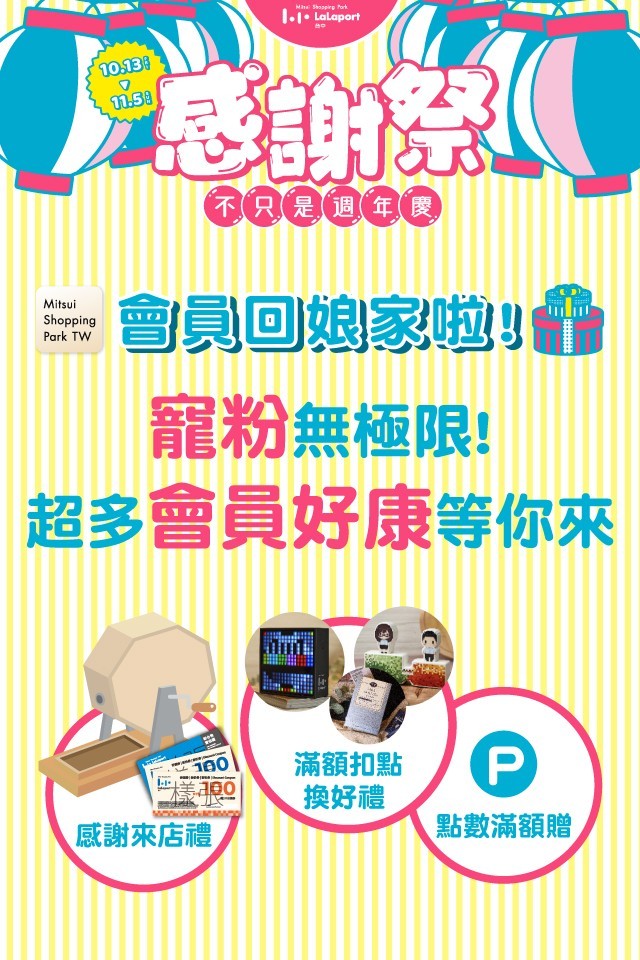 Mitsui Shopping Park
LaLaport
台中
10.13
11.5
感謝祭
不只是週年慶
Mitsui
Shopping
Park TW
會員回娘家啦!
寵粉無極限!
超多會員好康等你來
100
100
樣張
滿額扣點
換好禮
P
點數滿額贈
感謝來店禮